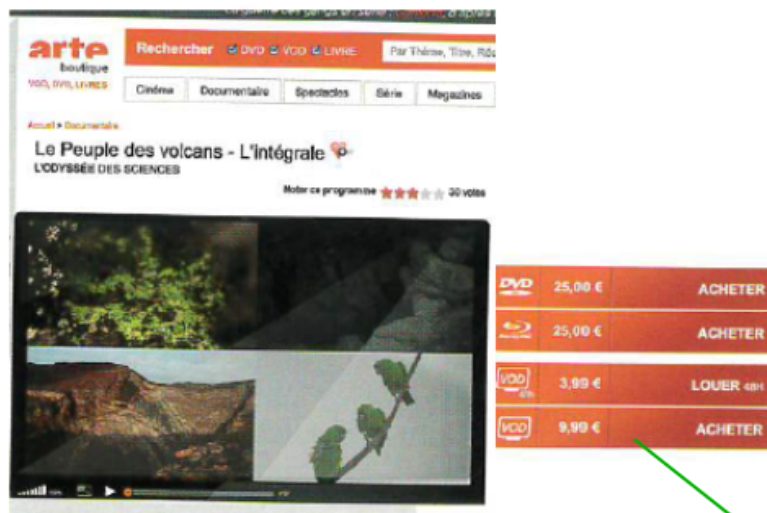 arte
boutique
VOD, DVD, LIVRES
Rechercher DVD VOD LIVRE
Par Thème, Titre,
Cinéma Documentaire Spectacles Série Magazines
Accueil > Documentaire
Le Peuple des volcans - L'intégrale
L'ODYSSÉE DES SCIENCES
Noter ce programme 30 votes
DVD 25,00 € ACHETER
25,00 € ACHETER
VOD 48h 3,99 € LOUER 48H
VOD 9,99 € ACHETER